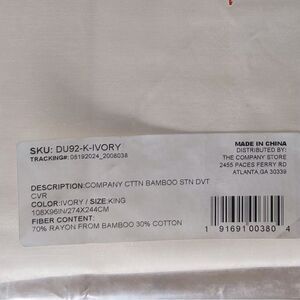 SKU: DU92-K-IVORY
TRACKING#: 08192024_2008038
MADE IN CHINA
DISTRIBUTED BY:
THE COMPANY STORE
2455 PACES FERRY RD
ATLANTA,GA 30339
DESCRIPTION:COMPANY CTTN BAMBOO STN DVT
CVR
COLOR:IVORY / SIZE:KING
108X96IN/274X244CM
FIBER CONTENT:
70% RAYON FROM BAMBOO 30% COTTON
1 91691 00380 4